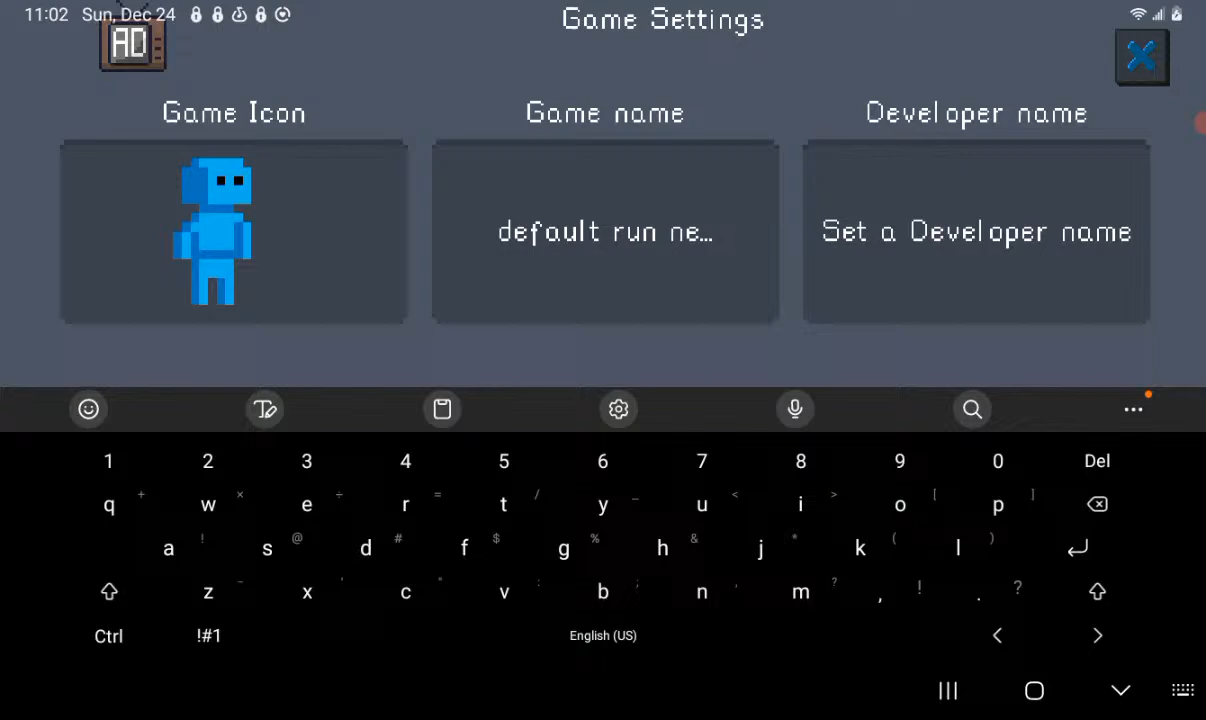 11:02 Sun, Dec 24
Game Settings
AD
Game Icon Game name Developer name
default run ne... Set a Developer name
1 2 3 4 5 6 7 8 9 0 Del
q + w × e ÷ r = t / y _ u < i > o [ p ]
a ! s @ d # f $ g % h & j * k ( l )
z - x ' c " v : b ; n , m ? , ! . ?
Ctrl !#1 English (US) < >